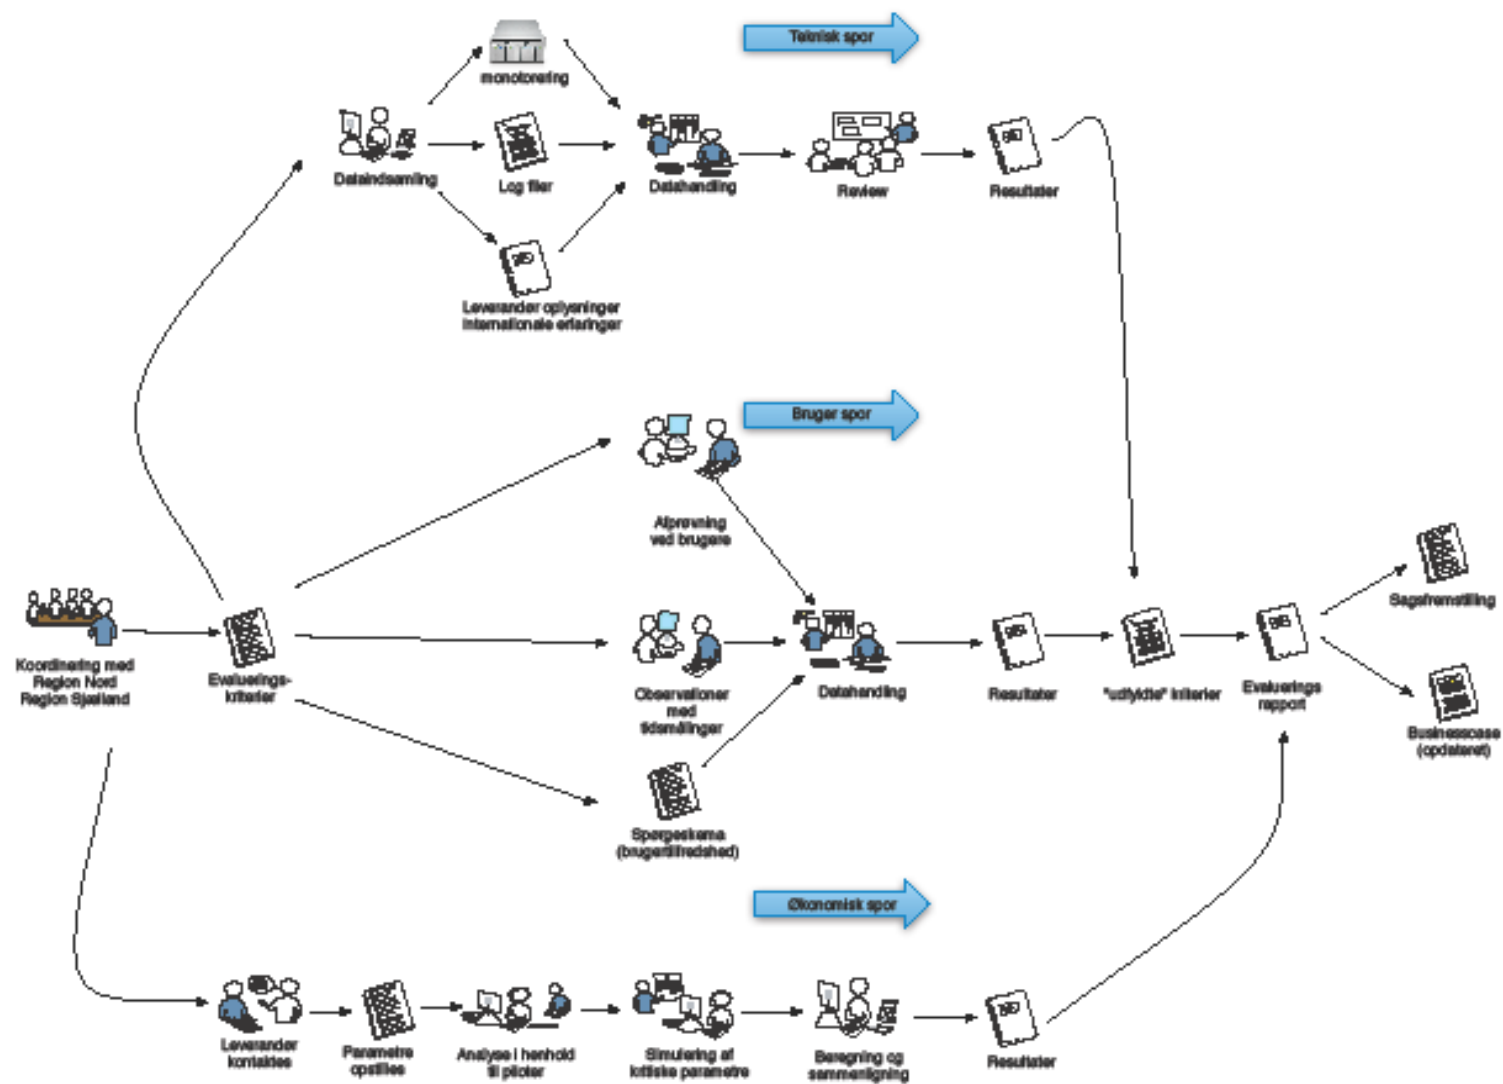 Teknisk spor
monotorering
Dataindsamling
Log filer
Datahandling
Review
Resultater
Leverandør oplysninger
internationale erfaringer
Bruger spor
Afprøvning
ved brugere
Koordinering med
Region Nord
Region Sjælland
Evaluerings-
kriterier
Observationer
med
tidsmålinger
Datahandling
Resultater
"udfyldte" kriterier
Evaluerings
rapport
Sagsfremstilling
Businesscase
(opdateret)
Spørgeskema
(brugertilfredshed)
Økonomisk spor
Leverandør
kontaktes
Parametre
opstilles
Analyse i henhold
til piloter
Simulering af
kritiske parametre
Beregning og
sammenligning
Resultater